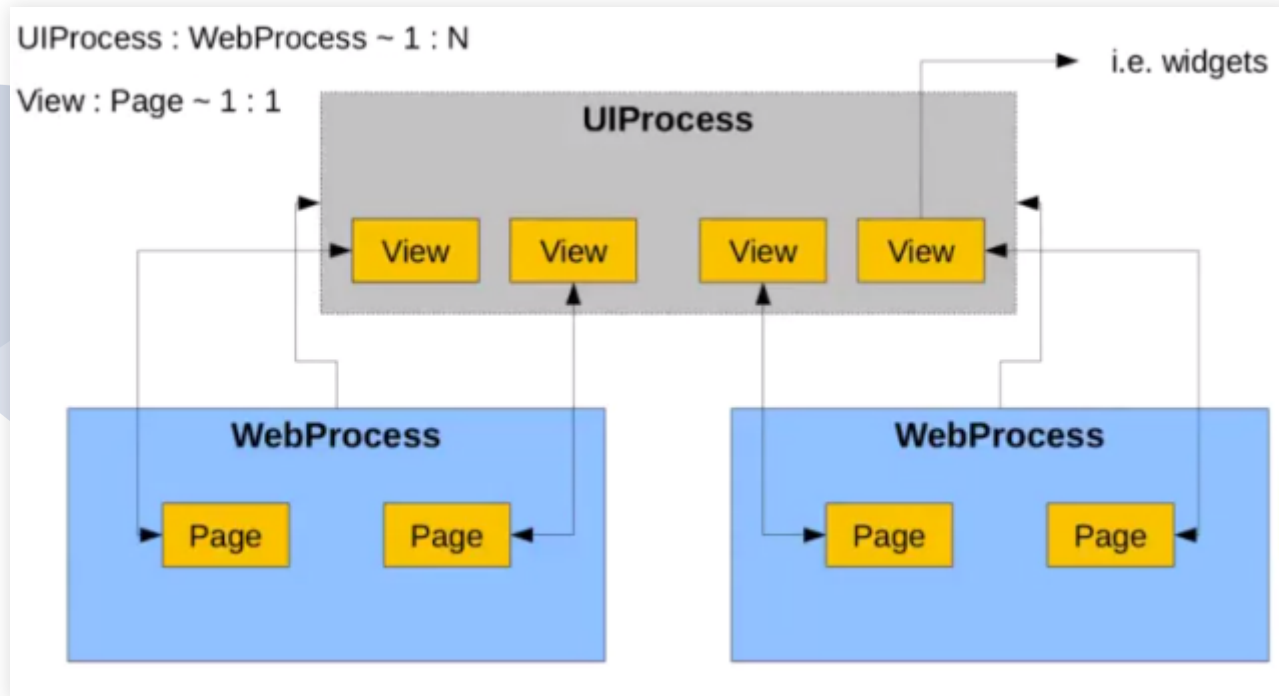 UIProcess : WebProcess ~ 1 : N
i.e. widgets
View : Page ~ 1 : 1
UIProcess
View
View
View
View
WebProcess
WebProcess
Page
Page
Page
Page